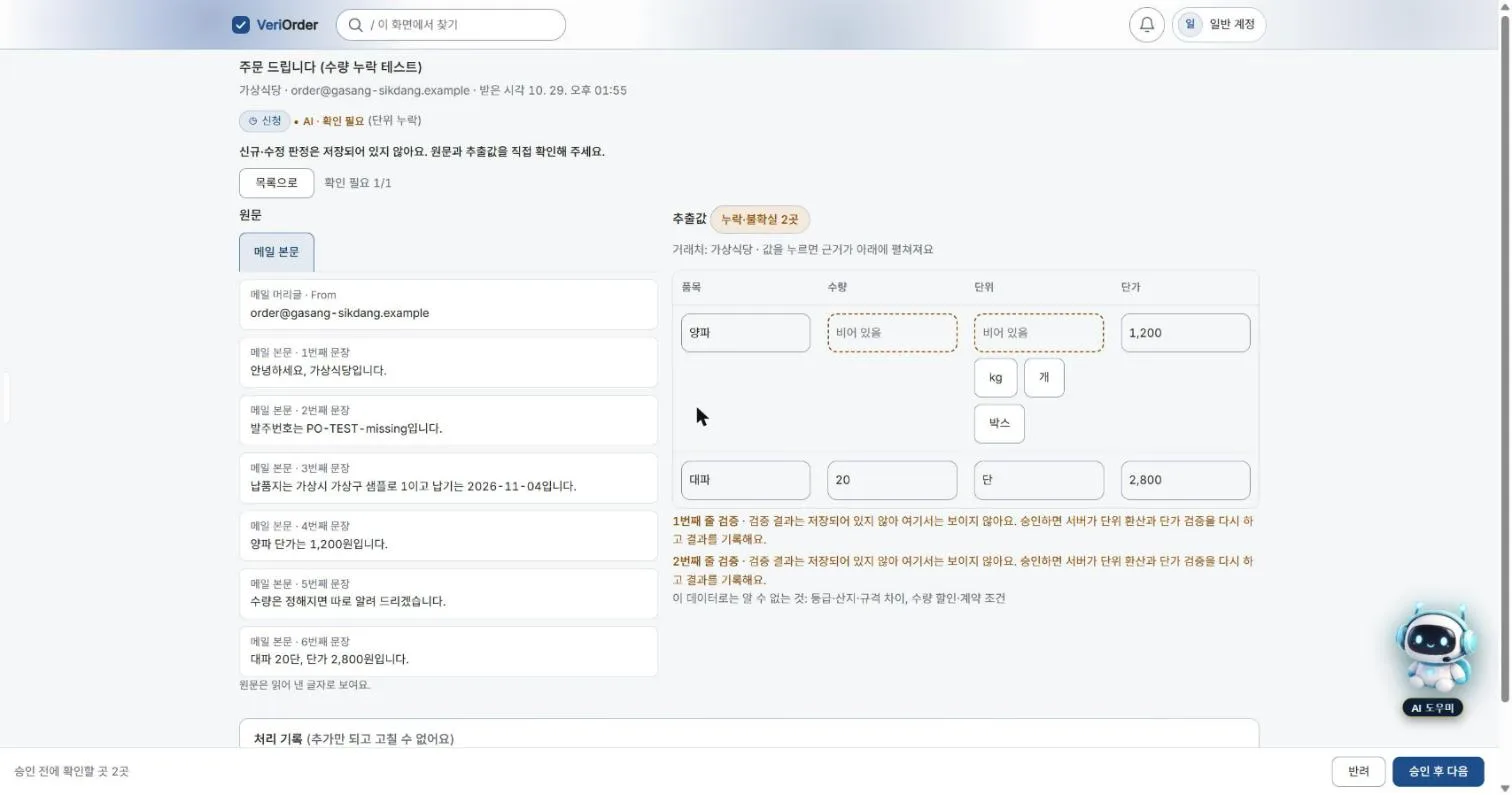 VeriOrder
/ 이 화면에서 찾기
일 일반 계정
주문 드립니다 (수량 누락 테스트)
가상식당 · order@gasang-sikdang.example · 받은 시각 10. 29. 오후 01:55
신청 • AI · 확인 필요 (단위 누락)
신규·수정 판정은 저장되어 있지 않아요. 원문과 추출값을 직접 확인해 주세요.
목록으로 확인 필요 1/1
원문
메일 본문
메일 머리글 · From
order@gasang-sikdang.example
메일 본문 · 1번째 문장
안녕하세요, 가상식당입니다.
메일 본문 · 2번째 문장
발주번호는 PO-TEST-missing입니다.
메일 본문 · 3번째 문장
납품지는 가상시 가상구 샘플로 1이고 납기는 2026-11-04입니다.
메일 본문 · 4번째 문장
양파 단가는 1,200원입니다.
메일 본문 · 5번째 문장
수량은 정해지면 따로 알려 드리겠습니다.
메일 본문 · 6번째 문장
대파 20단, 단가 2,800원입니다.
원문은 읽어 낸 글자로 보여요.
추출값 누락·불확실 2곳
거래처: 가상식당 · 값을 누르면 근거가 아래에 펼쳐져요
품목 수량 단위 단가
양파 비어 있음 비어 있음 1,200
kg 개
박스
대파 20 단 2,800
1번째 줄 검증 · 검증 결과는 저장되어 있지 않아 여기서는 보이지 않아요. 승인하면 서버가 단위 환산과 단가 검증을 다시 하
고 결과를 기록해요.
2번째 줄 검증 · 검증 결과는 저장되어 있지 않아 여기서는 보이지 않아요. 승인하면 서버가 단위 환산과 단가 검증을 다시 하
고 결과를 기록해요.
이 데이터로는 알 수 없는 것: 등급·산지·규격 차이, 수량 할인·계약 조건
AI 도우미
처리 기록 (추가만 되고 고칠 수 없어요)
승인 전에 확인할 곳 2곳
반려 승인 후 다음